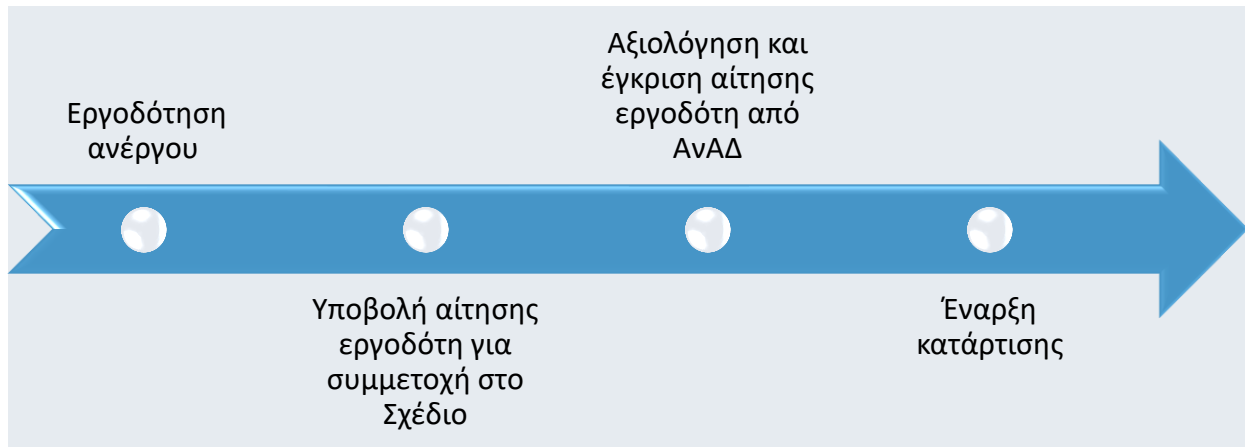 Εργοδότηση
ανέργου
Υποβολή αίτησης
εργοδότη για
συμμετοχή στο
Σχέδιο
Αξιολόγηση και
έγκριση αίτησης
εργοδότη από
ΑνΑΔ
Έναρξη
κατάρτισης